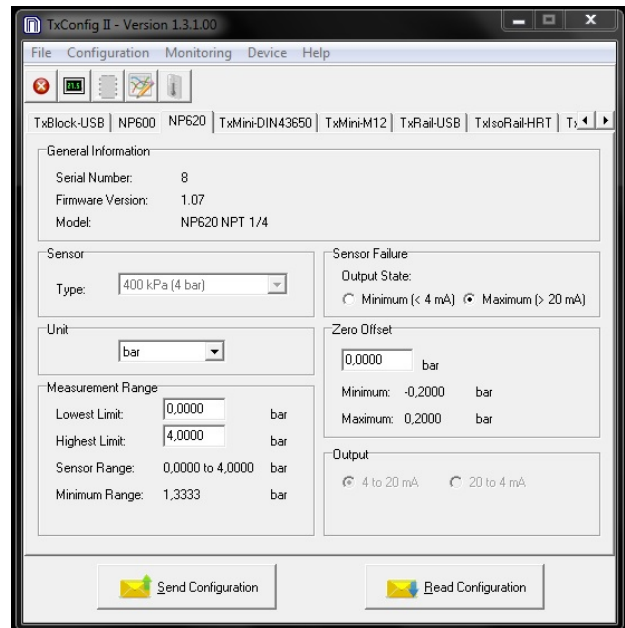 TxConfig II - Version 1.3.1.00
File Configuration Monitoring Device Help
21.5
TxBlock-USB NP600 NP620 TxMini-DIN43650 TxMini-M12 TxRail-USB TxIsoRail-HRT
General Information
Serial Number: 8
Firmware Version: 1.07
Model: NP620 NPT 1/4
Sensor
Type: 400 kPa (4 bar)
Sensor Failure
Output State:
Minimum (< 4 mA) Maximum (> 20 mA)
Unit
bar
Zero Offset
0,0000 bar
Minimum: -0,2000 bar
Maximum: 0,2000 bar
Measurement Range
Lowest Limit: 0,0000 bar
Highest Limit: 4,0000 bar
Sensor Range: 0,0000 to 4,0000 bar
Minimum Range: 1,3333 bar
Output
4 to 20 mA 20 to 4 mA
Send Configuration Read Configuration